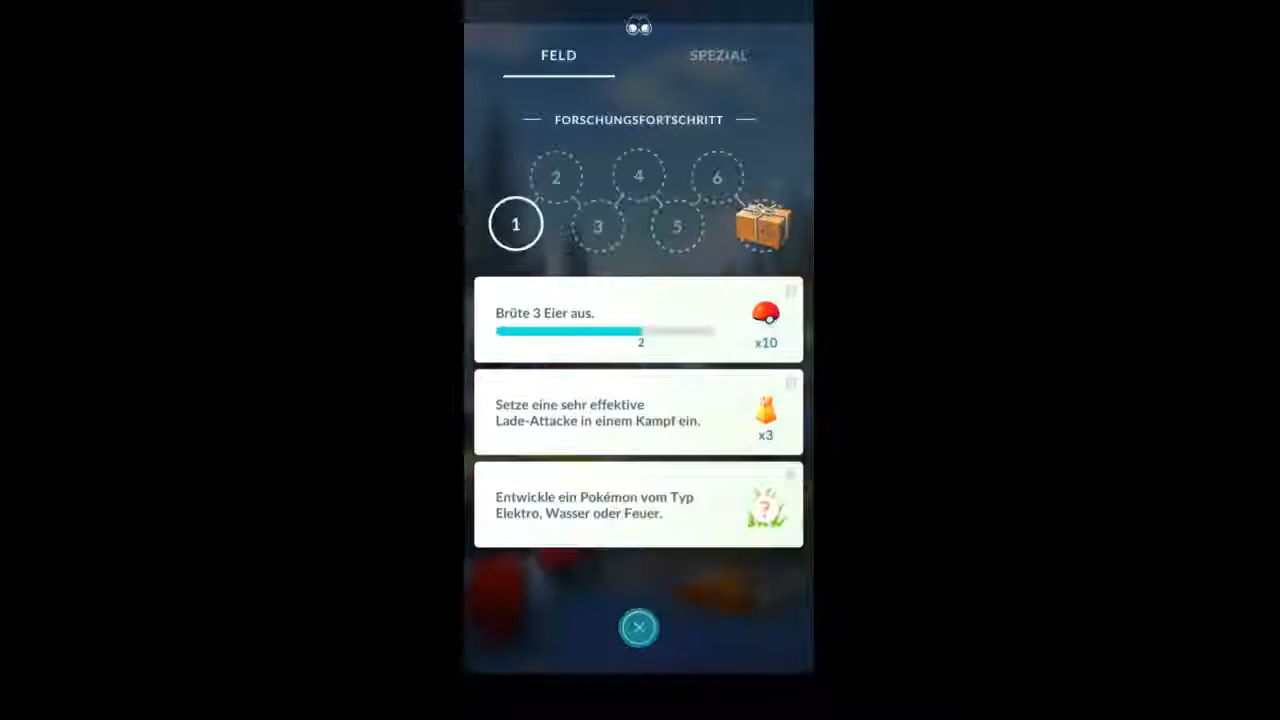 FELD
SPEZIAL
FORSCHUNGSFORTSCHRITT
2
4
6
1
3
5
Brüte 3 Eier aus.
2
x10
Setze eine sehr effektive
Lade-Attacke in einem Kampf ein.
x3
Entwickle ein Pokémon vom Typ
Elektro, Wasser oder Feuer.
?